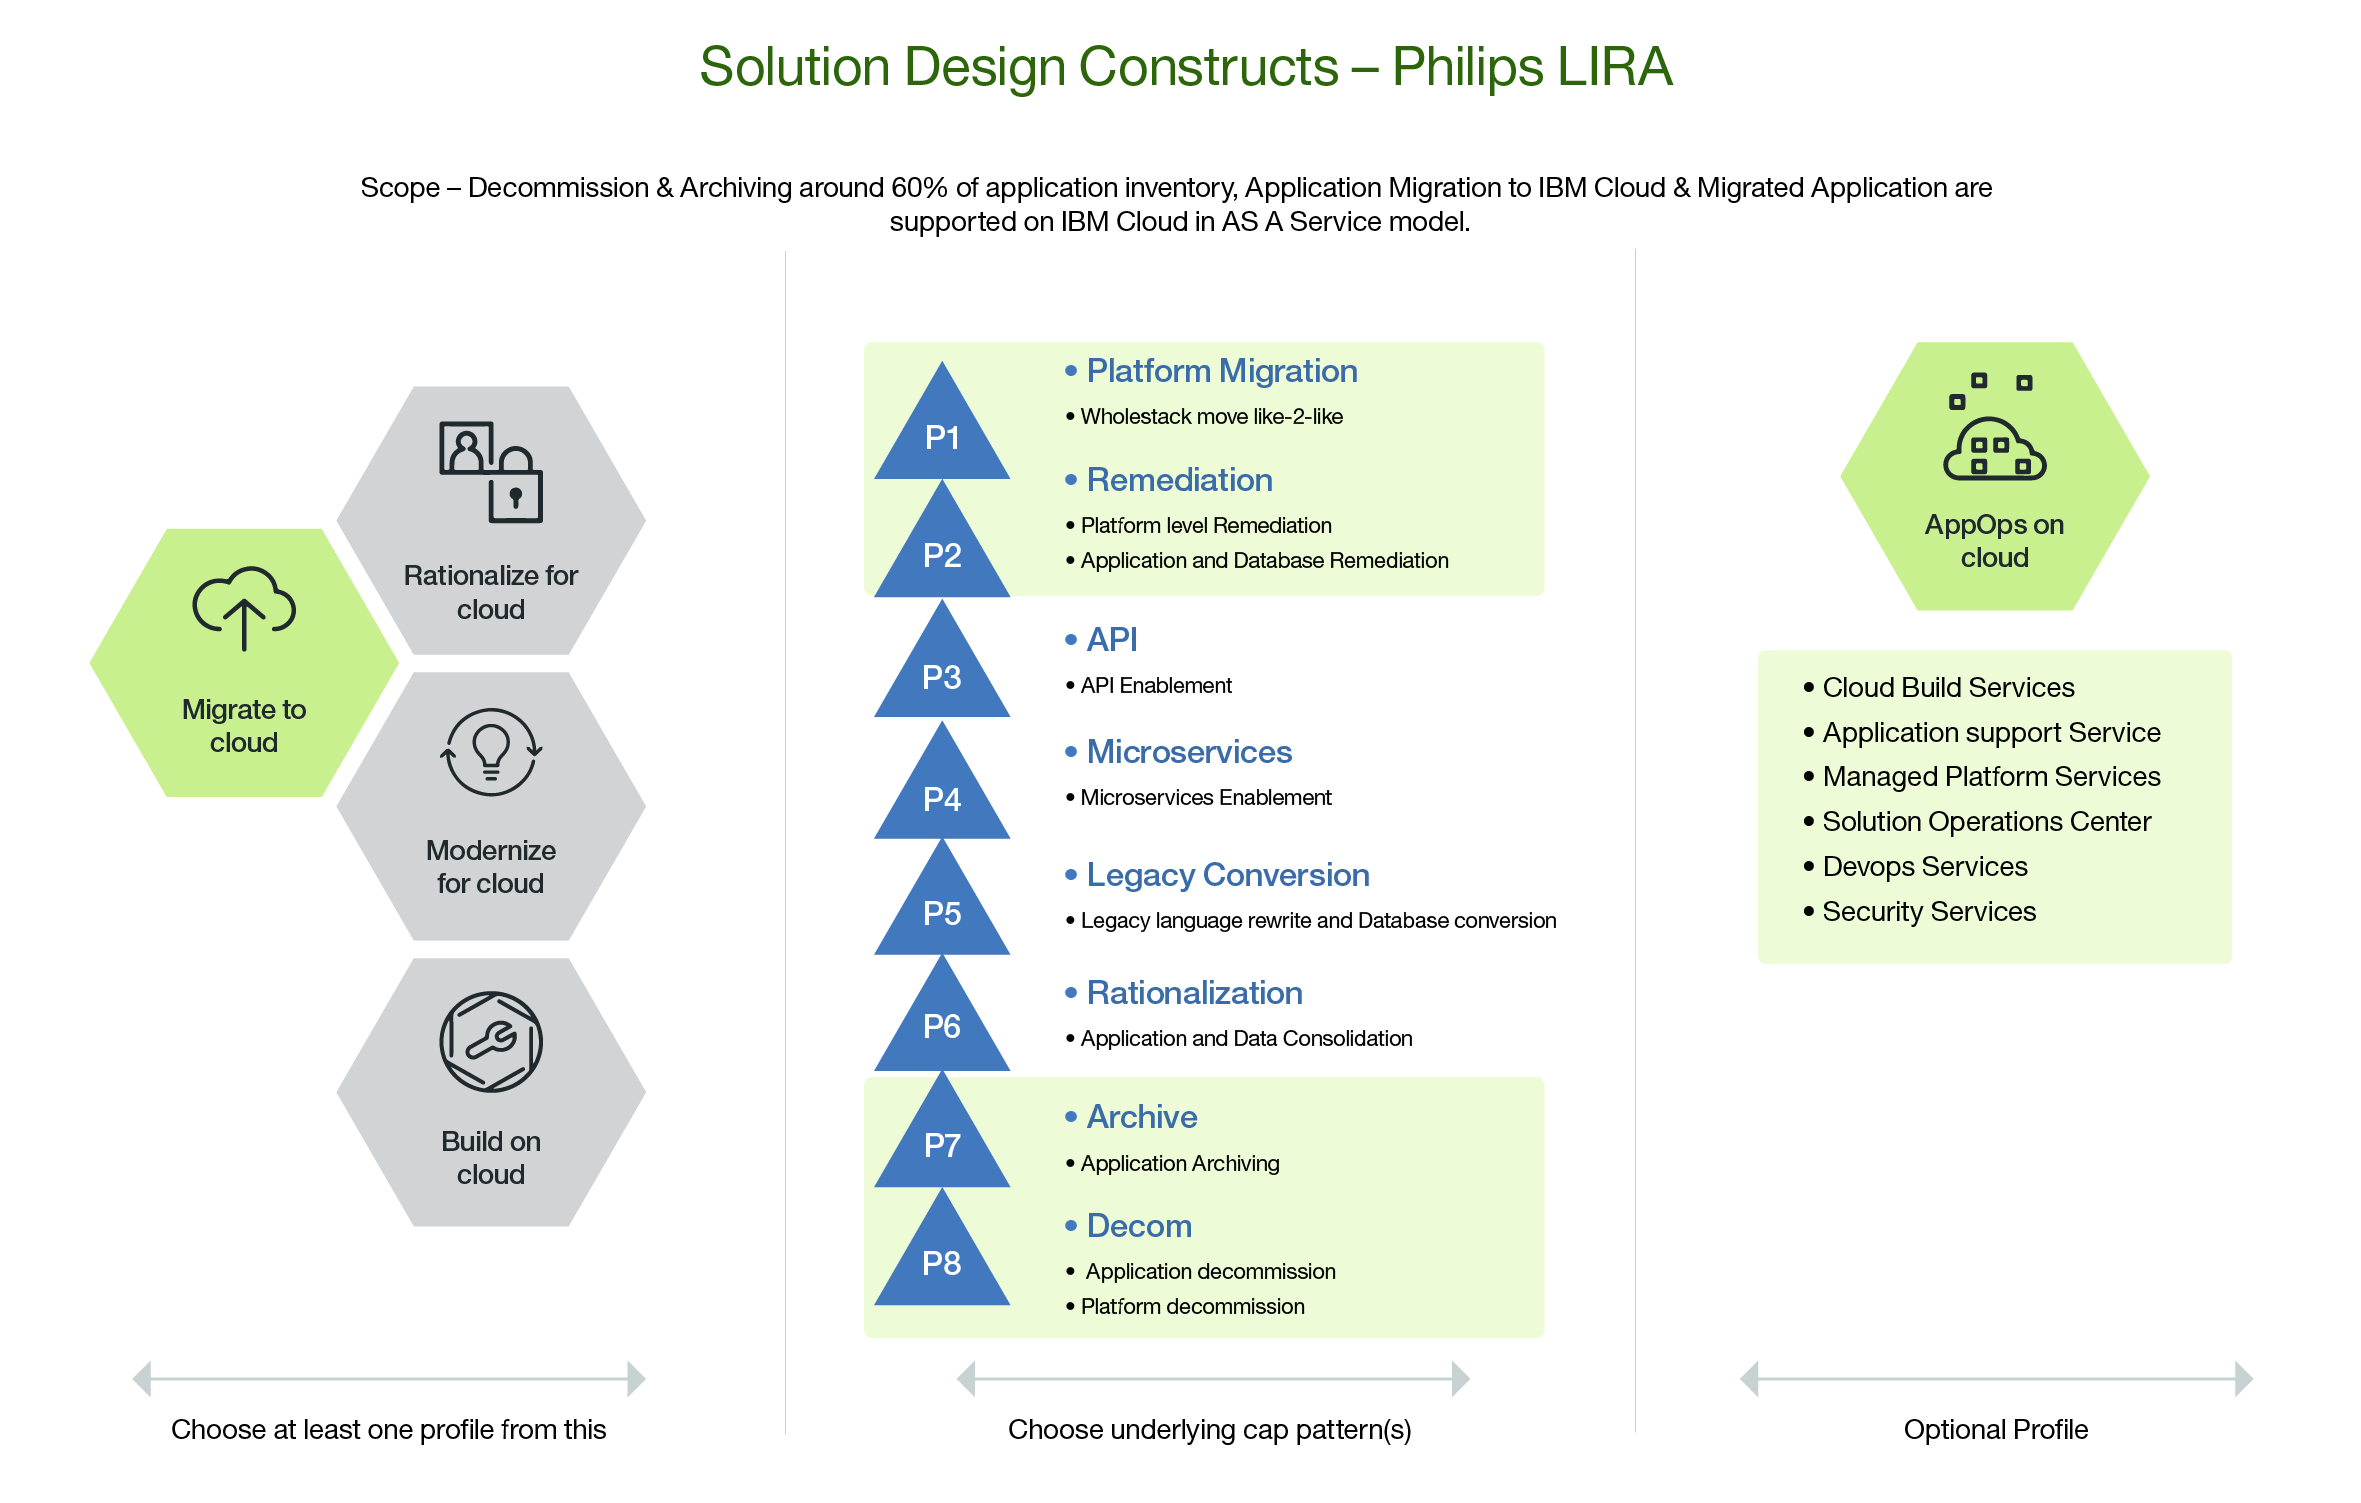 Solution Design Constructs – Philips LIRA
Scope – Decommission & Archiving around 60% of application inventory, Application Migration to IBM Cloud & Migrated Application are
supported on IBM Cloud in AS A Service model.
Rationalize for
cloud
Migrate to
cloud
Modernize
for cloud
Build on
cloud
Choose at least one profile from this
P1
• Platform Migration
• Wholestack move like-2-like
P2
• Remediation
• Platform level Remediation
• Application and Database Remediation
P3
• API
• API Enablement
P4
• Microservices
• Microservices Enablement
P5
• Legacy Conversion
• Legacy language rewrite and Database conversion
P6
• Rationalization
• Application and Data Consolidation
P7
• Archive
• Application Archiving
P8
• Decom
• Application decommission
• Platform decommission
Choose underlying cap pattern(s)
AppOps on
cloud
• Cloud Build Services
• Application support Service
• Managed Platform Services
• Solution Operations Center
• Devops Services
• Security Services
Optional Profile